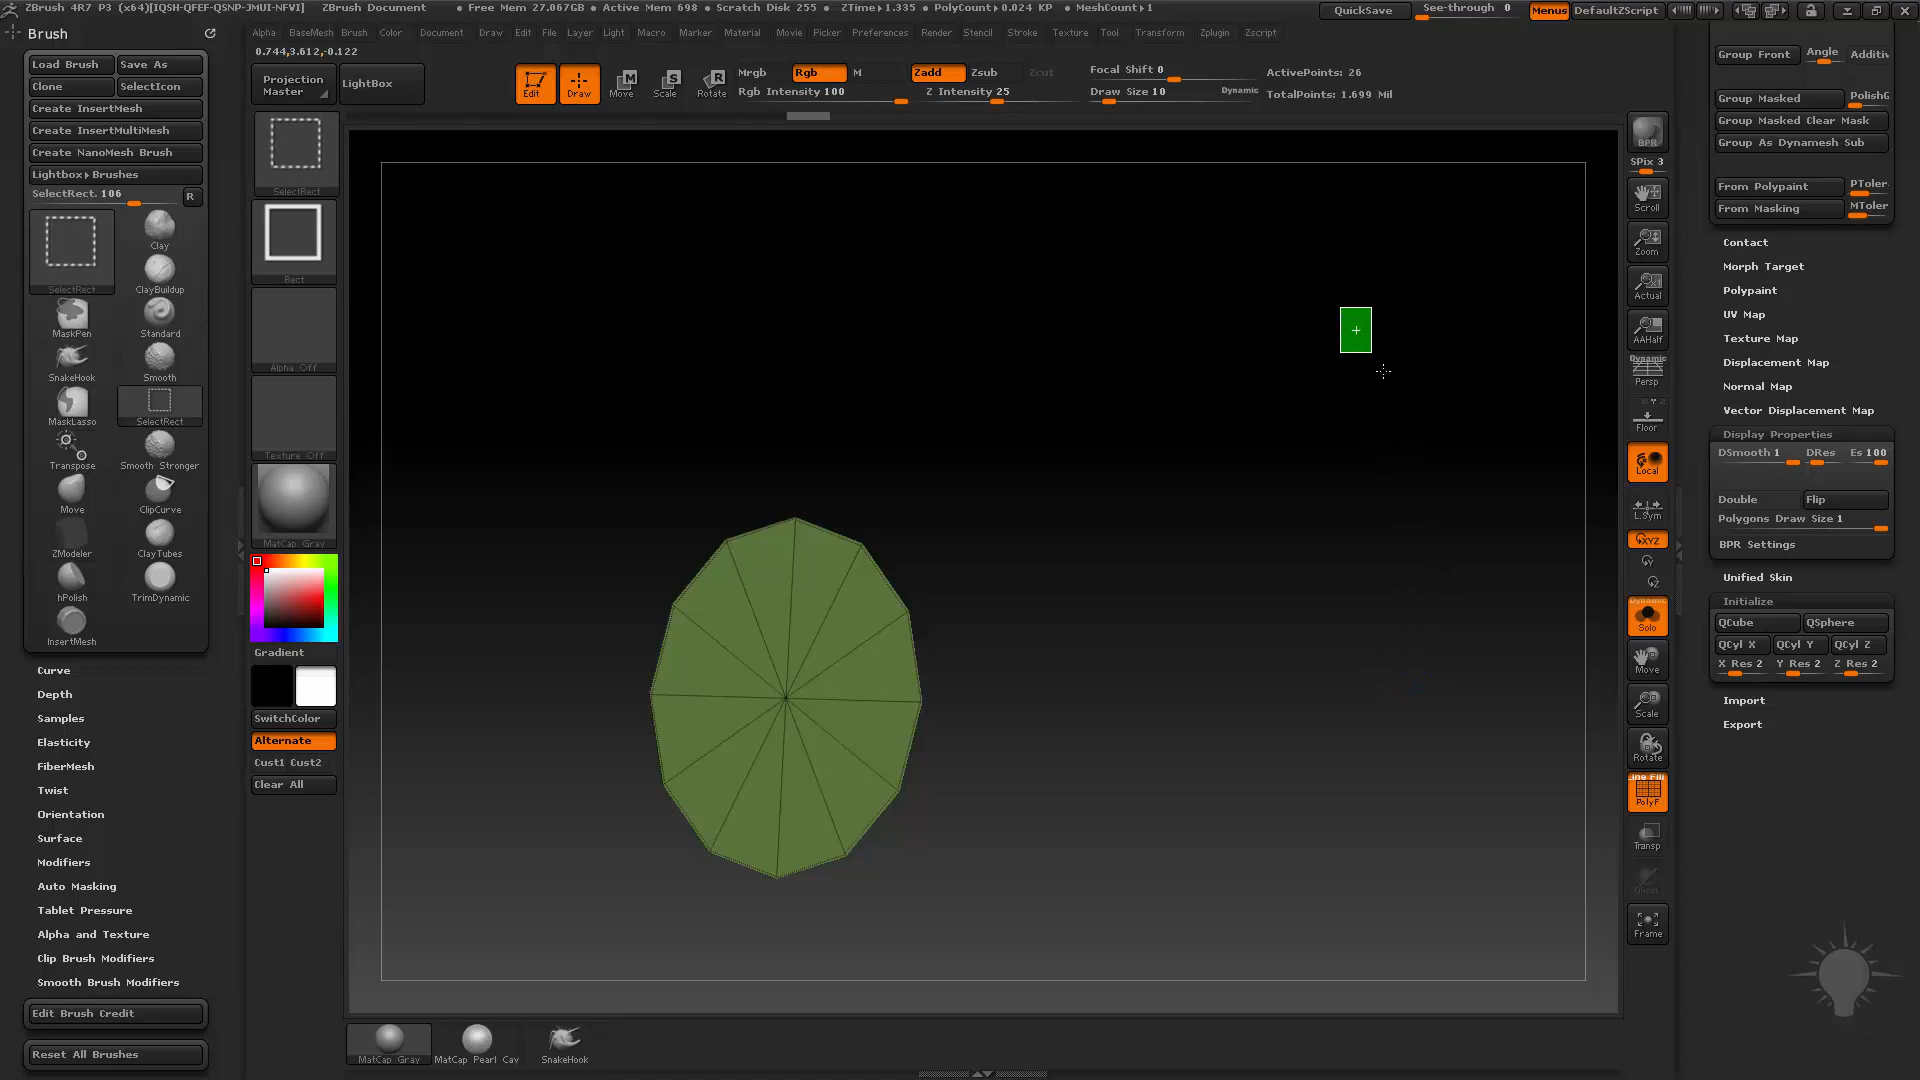 ZBrush 4R7 P3 (x64)[IQSH-QFEF-QSNP-JMUI-NFVI] ZBrush Document • Free Mem 27.067GB • Active Mem 698 • Scratch Disk 255 • ZTime▸1.335 • PolyCount▸0.024 KP • MeshCount▸1 QuickSave See-through 0 Menus DefaultZScript
Brush
Alpha BaseMesh Brush Color Document Draw Edit File Layer Light Macro Marker Material Movie Picker Preferences Render Stencil Stroke Texture Tool Transform Zplugin Zscript
0.744,3.612,-0.122
Load Brush Save As
Clone SelectIcon
Create InsertMesh
Create InsertMultiMesh
Create NanoMesh Brush
Lightbox▸Brushes
SelectRect. 106 R
SelectRect
Clay
ClayBuildup
MaskPen Standard
SnakeHook Smooth
MaskLasso SelectRect
Transpose Smooth Stronger
Move ClipCurve
ZModeler ClayTubes
hPolish TrimDynamic
InsertMesh
Curve
Depth
Samples
Elasticity
FiberMesh
Twist
Orientation
Surface
Modifiers
Auto Masking
Tablet Pressure
Alpha and Texture
Clip Brush Modifiers
Smooth Brush Modifiers
Edit Brush Credit
Reset All Brushes
Projection
Master
LightBox
Edit
Draw
M
Move
S
Scale
R
Rotate
Mrgb Rgb M
Rgb Intensity 100
Zadd Zsub Zcut
Z Intensity 25
Focal Shift 0
Draw Size 10 Dynamic
ActivePoints: 26
TotalPoints: 1.699 Mil
SelectRect
Rect
Alpha Off
Texture Off
MatCap Gray
Gradient
SwitchColor
Alternate
Cust1 Cust2
Clear All
MatCap Gray MatCap Pearl Cav SnakeHook
BPR
SPix 3
Scroll
Zoom
Actual
AAHalf
Dynamic
Persp
Floor
Local
L.Sym
XYZ
Y
Z
Dynamic
Solo
Move
Scale
Rotate
Line Fill
PolyF
Transp
Ghost
Frame
Group Front Angle Additiv
Group Masked PolishG
Group Masked Clear Mask
Group As Dynamesh Sub
From Polypaint PToler
From Masking MToler
Contact
Morph Target
Polypaint
UV Map
Texture Map
Displacement Map
Normal Map
Vector Displacement Map
Display Properties
DSmooth 1 DRes Es 100
Double Flip
Polygons Draw Size 1
BPR Settings
Unified Skin
Initialize
QCube QSphere
QCyl X QCyl Y QCyl Z
X Res 2 Y Res 2 Z Res 2
Import
Export